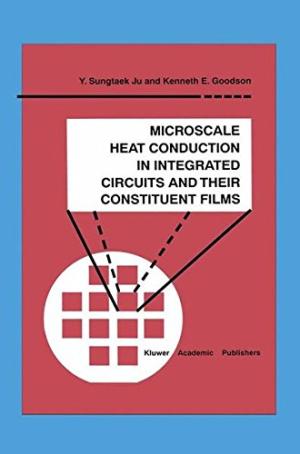 Y. Sungtaek Ju and Kenneth E. Goodson
MICROSCALE
HEAT CONDUCTION
IN INTEGRATED
CIRCUITS AND THEIR
CONSTITUENT FILMS
Kluwer Academic Publishers